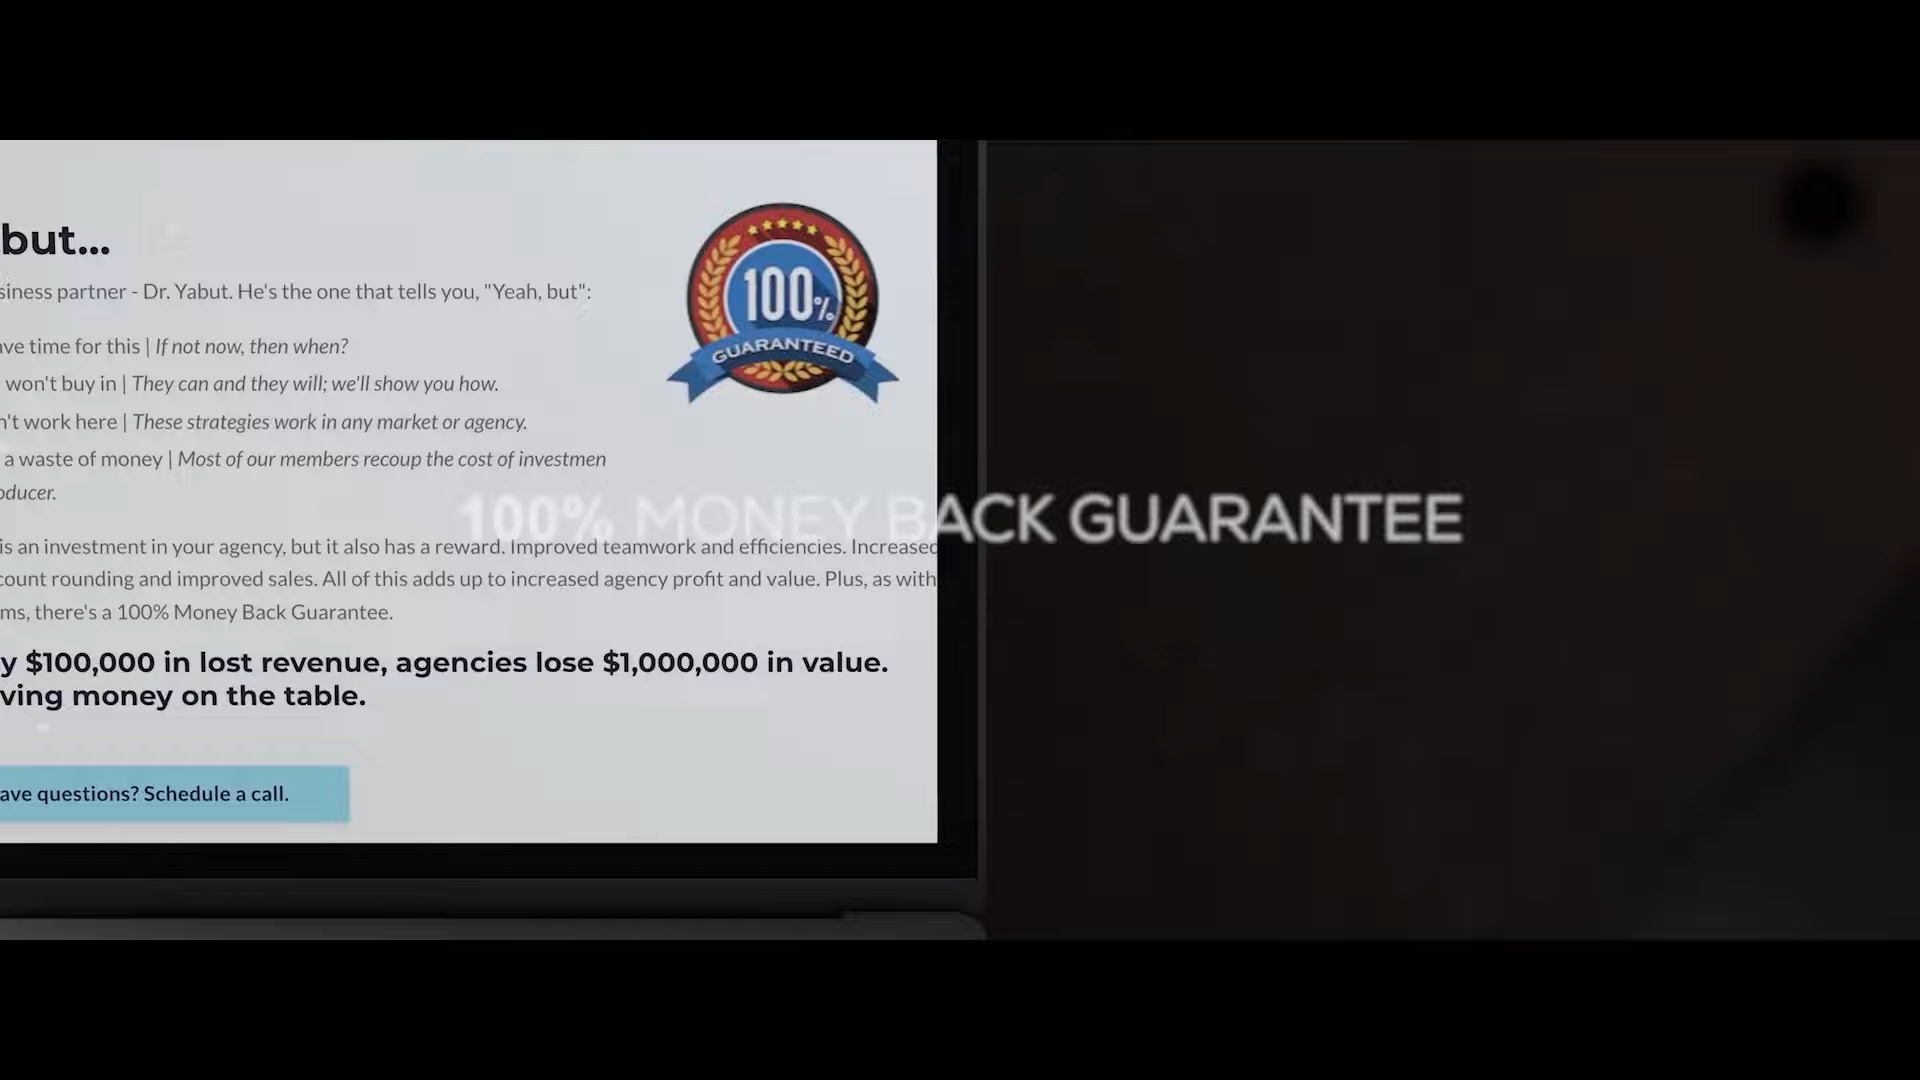 but...
siness partner - Dr. Yabut. He's the one that tells you, "Yeah, but":
100%
GUARANTEED
ave time for this | If not now, then when?
won't buy in | They can and they will; we'll show you how.
n't work here | These strategies work in any market or agency.
a waste of money | Most of our members recoup the cost of investmen
oducer.
100% MONEY BACK GUARANTEE
is an investment in your agency, but it also has a reward. Improved teamwork and efficiencies. Increased
count rounding and improved sales. All of this adds up to increased agency profit and value. Plus, as with
ms, there's a 100% Money Back Guarantee.
y $100,000 in lost revenue, agencies lose $1,000,000 in value.
ving money on the table.
ave questions? Schedule a call.